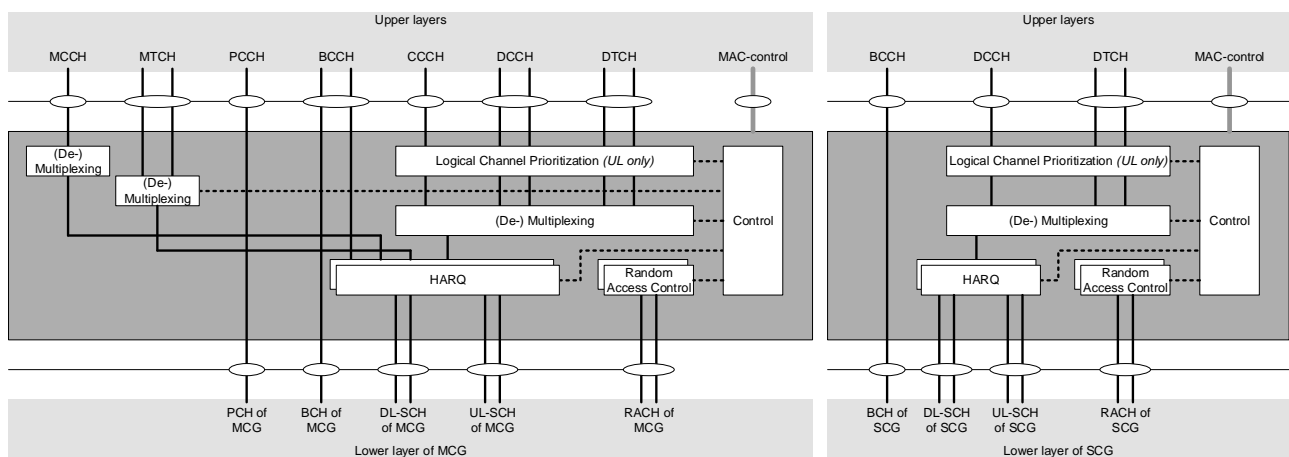 Upper layers
MCCH MTCH PCCH BCCH CCCH DCCH DTCH MAC-control
(De-)
Multiplexing
(De-)
Multiplexing
Logical Channel Prioritization (UL only)
(De-) Multiplexing
Control
HARQ
Random
Access Control
PCH of
MCG
BCH of
MCG
DL-SCH
of MCG
UL-SCH
of MCG
RACH of
MCG
Lower layer of MCG
Upper layers
BCCH DCCH DTCH MAC-control
Logical Channel Prioritization (UL only)
(De-) Multiplexing
Control
HARQ
Random
Access Control
BCH of
SCG
DL-SCH
of SCG
UL-SCH
of SCG
RACH of
SCG
Lower layer of SCG